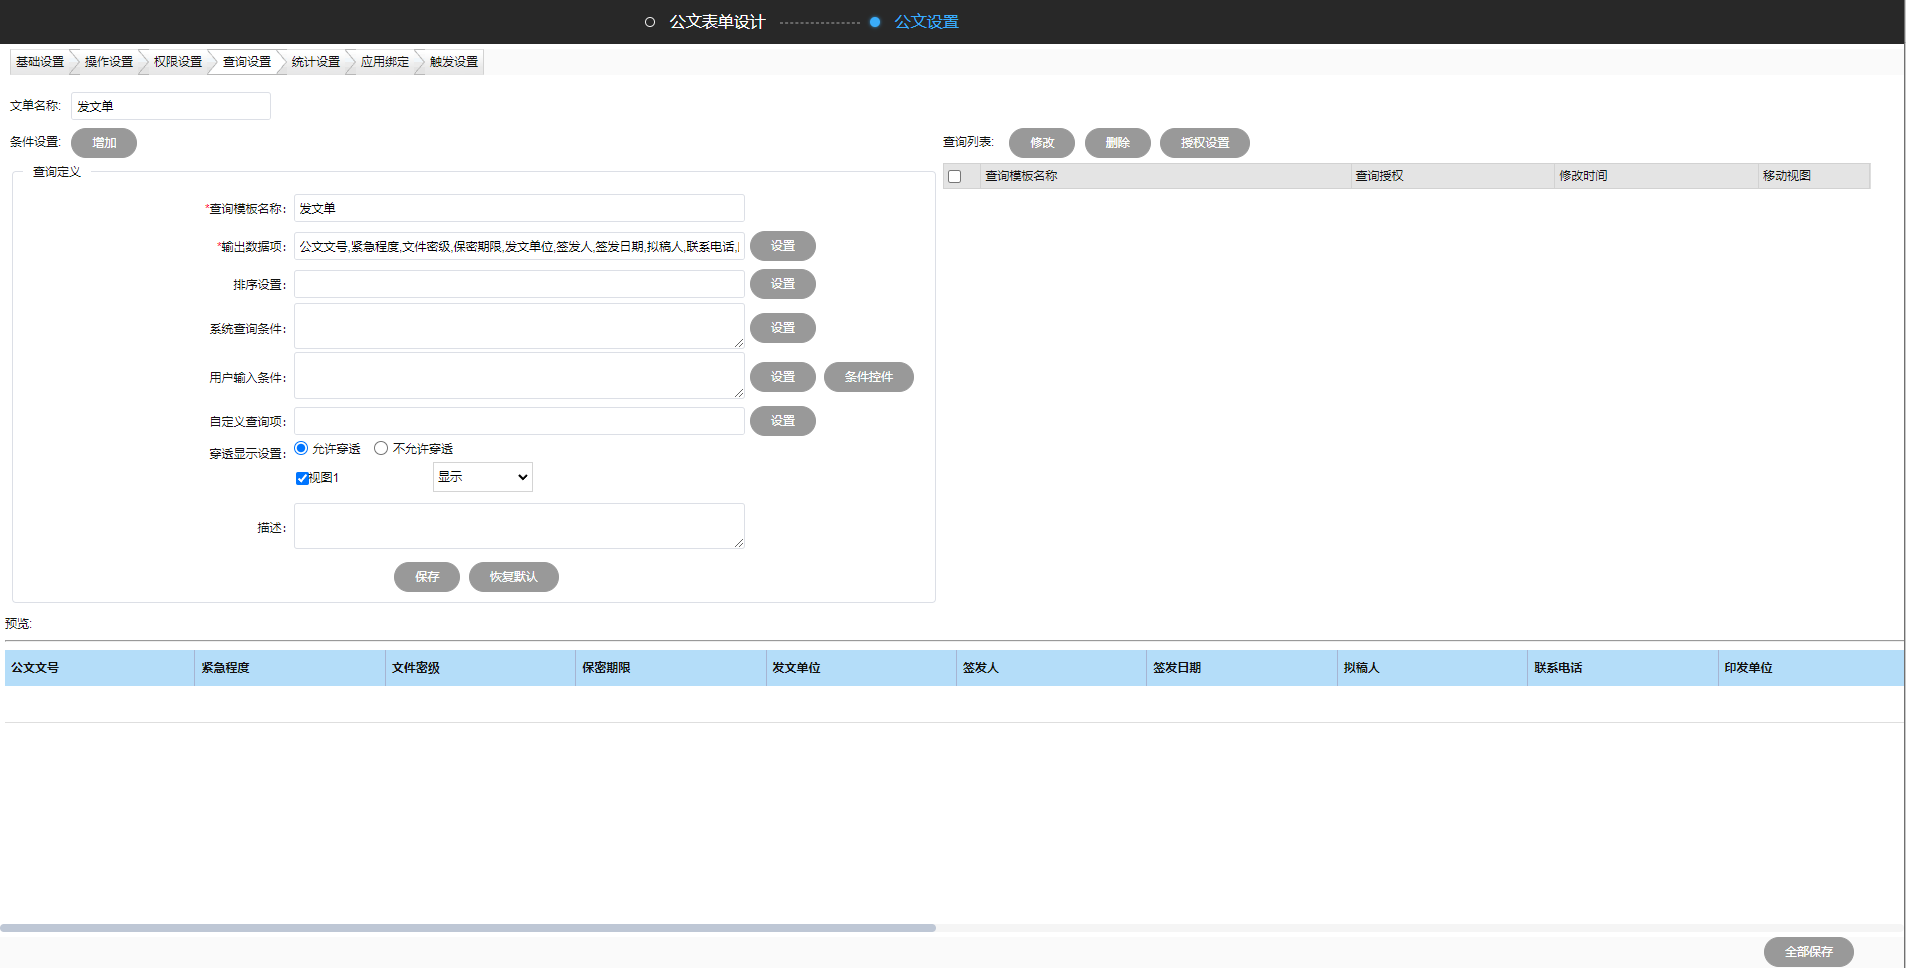 公文表单设计 公文设置
基础设置 操作设置 权限设置 查询设置 统计设置 应用绑定 触发设置
文单名称: 发文单
条件设置: 增加
查询定义
*查询模板名称: 发文单
*输出数据项: 公文文号,紧急程度,文件密级,保密期限,发文单位,签发人,签发日期,拟稿人,联系电话, 设置
排序设置: 设置
系统查询条件: 设置
用户输入条件: 设置 条件控件
自定义查询项: 设置
穿透显示设置: 允许穿透 不允许穿透
视图1 显示
描述:
保存 恢复默认
查询列表: 修改 删除 授权设置
查询模板名称 查询授权 修改时间 移动视图
预览:
公文文号 紧急程度 文件密级 保密期限 发文单位 签发人 签发日期 拟稿人 联系电话 印发单位
全部保存